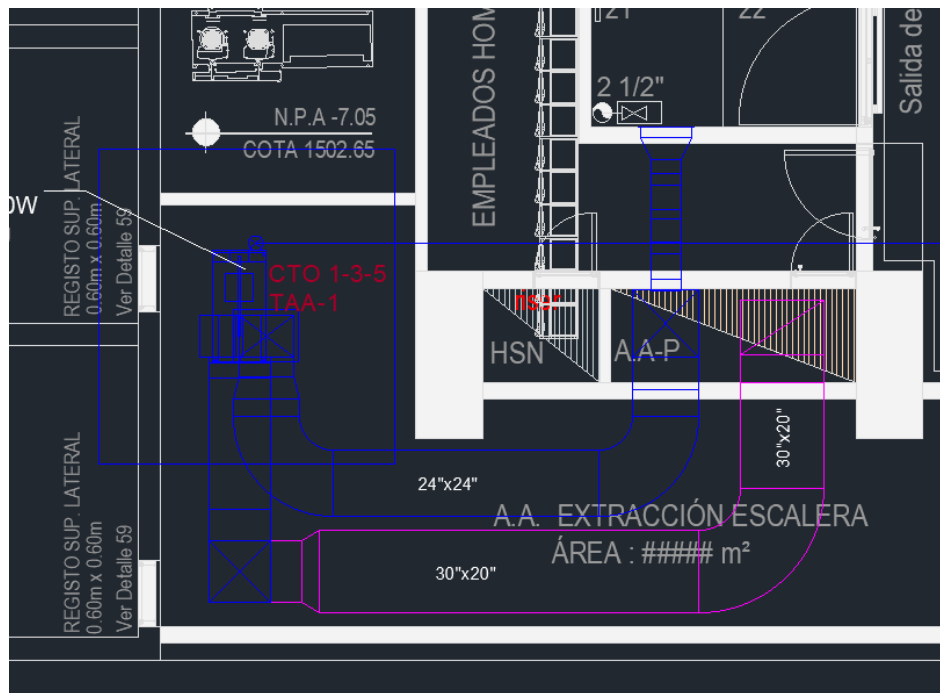 21
22
2 1/2"
EMPLEADOS HOM
Salida de
N.P.A -7.05
COTA 1502.65
REGISTO SUP. LATERAL
0.60m x 0.60m
Ver Detalle 59
OW
CTO 1-3-5
TAA-1
riser
HSN
A.A-P
30"x20"
24"x24"
A.A. EXTRACCIÓN ESCALERA
ÁREA : ##### m²
30"x20"
REGISTO SUP. LATERAL
0.60m x 0.60m
Ver Detalle 59